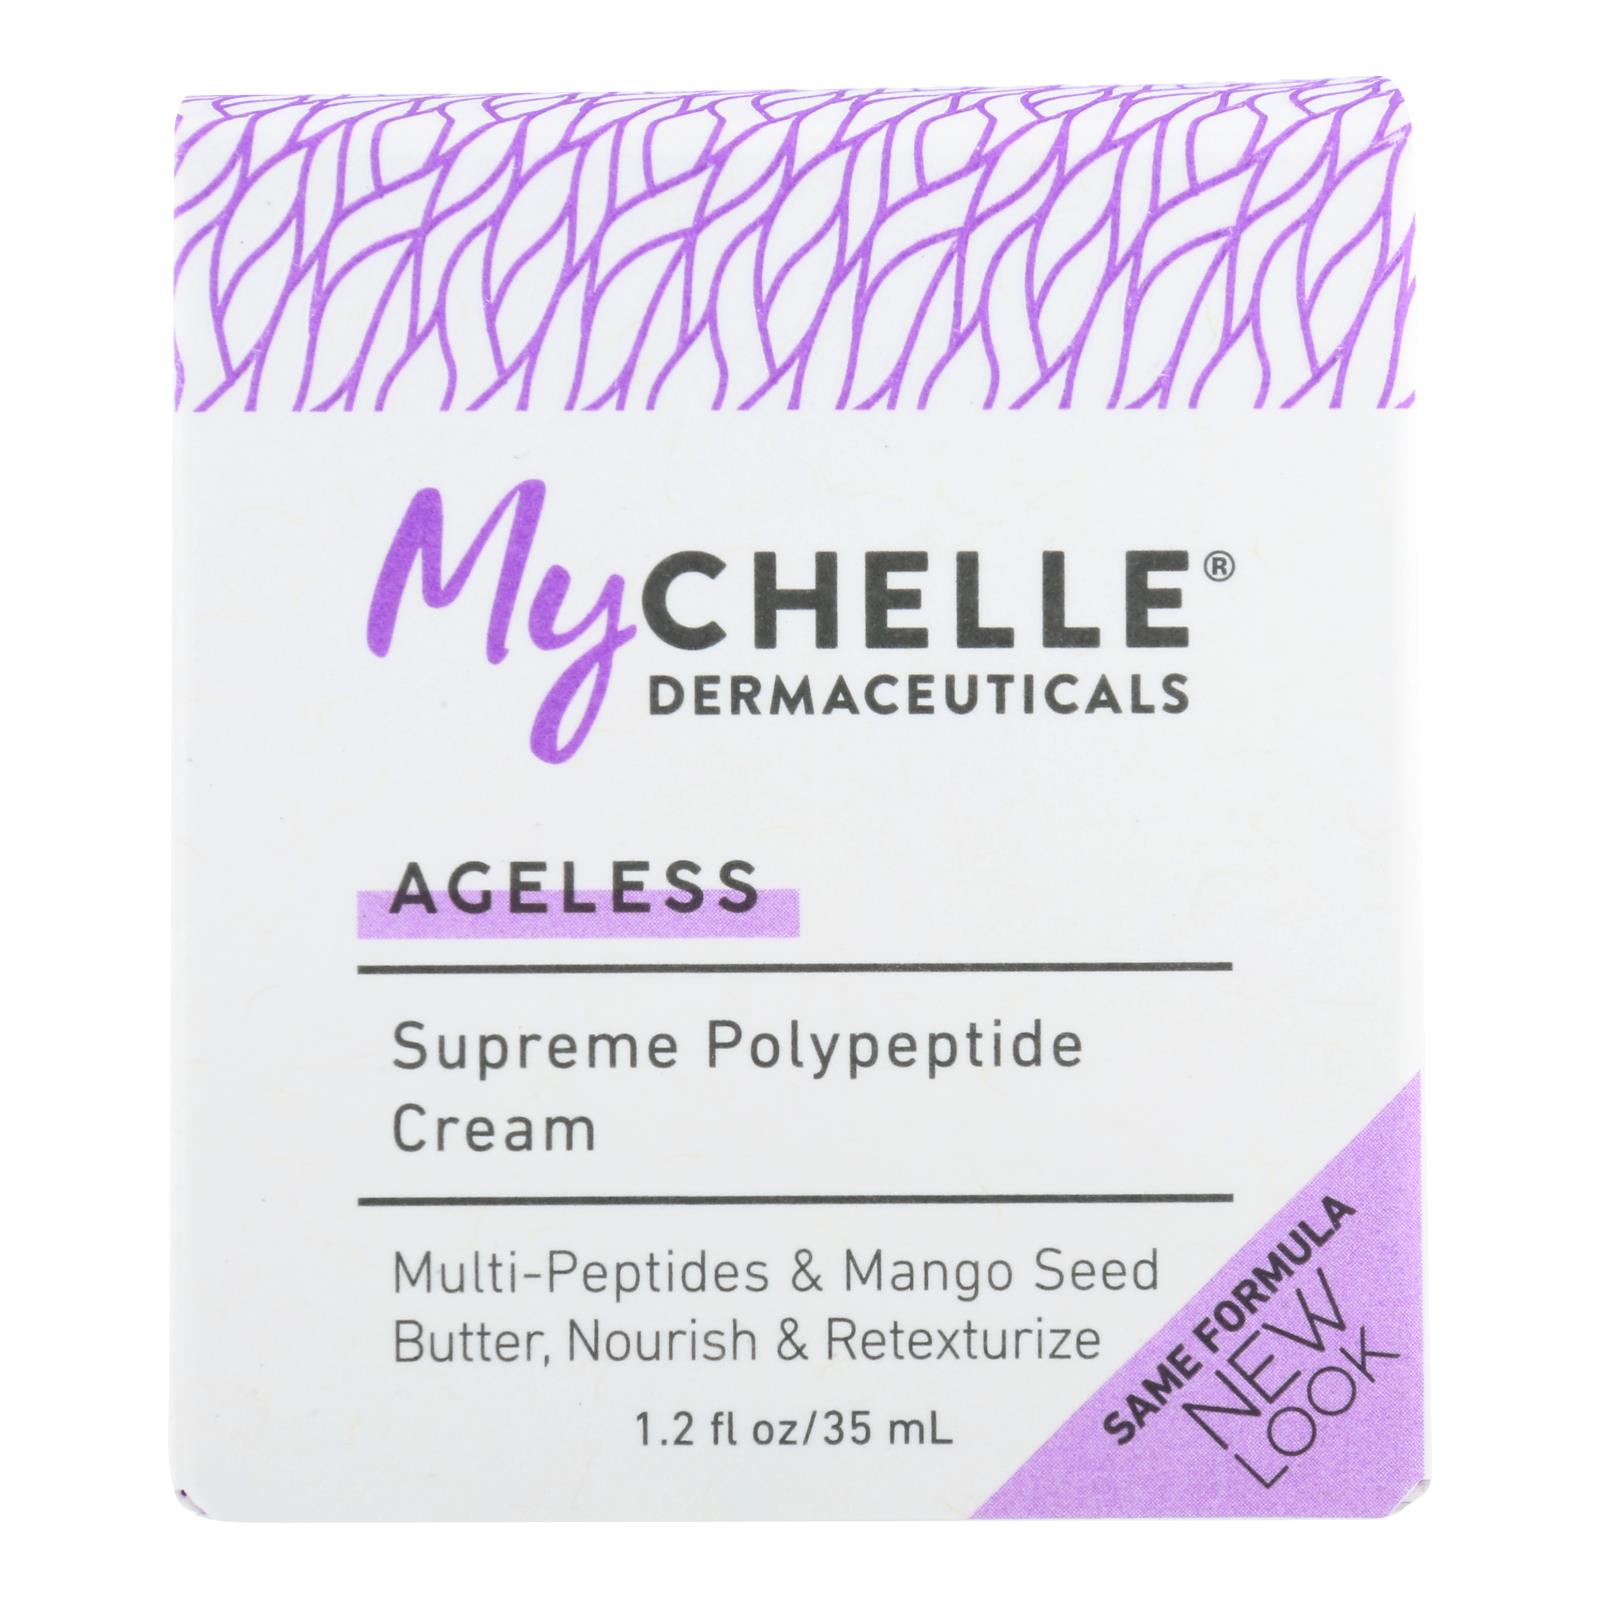 MyCHELLE®
DERMACEUTICALS
AGELESS
Supreme Polypeptide
Cream
Multi-Peptides & Mango Seed
Butter, Nourish & Retexturize
1.2 fl oz/35 mL
SAME FORMULA
NEW
LOOK